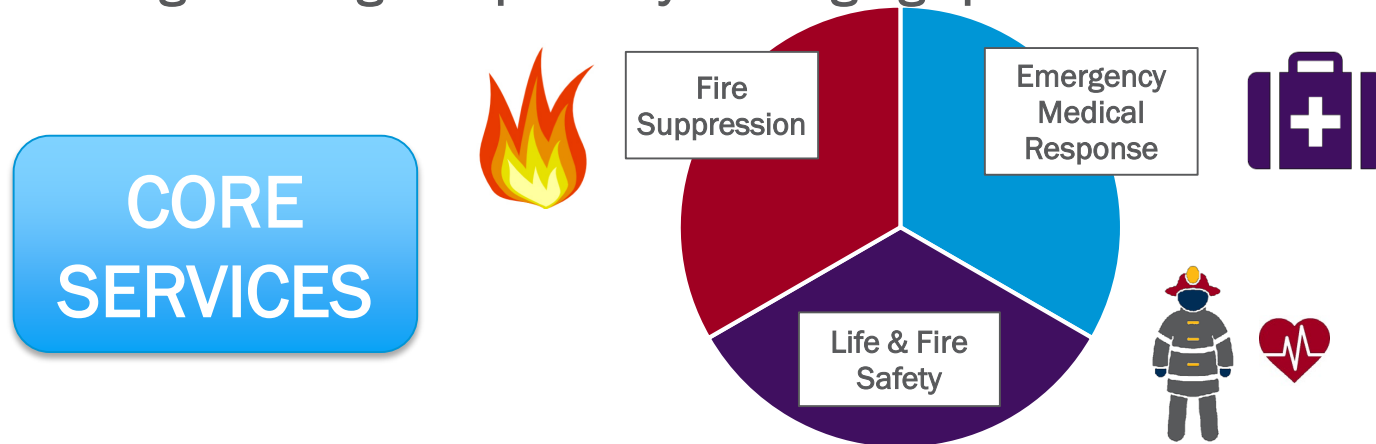 CORE
SERVICES
Fire
Suppression
Emergency
Medical
Response
Life & Fire
Safety